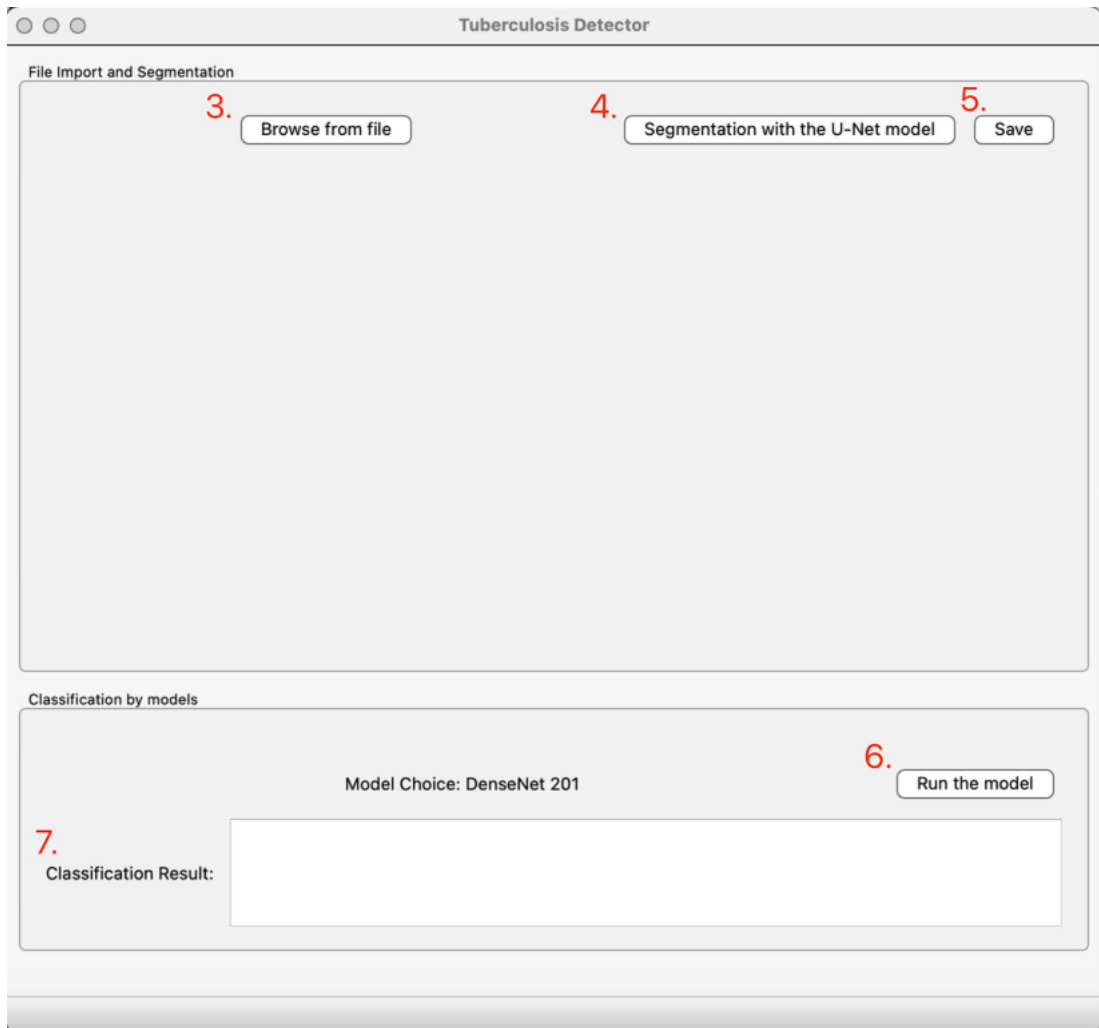 Tuberculosis Detector
File Import and Segmentation
3. Browse from file 4. Segmentation with the U-Net model 5. Save
Classification by models
Model Choice: DenseNet 201 6. Run the model
7.
Classification Result: